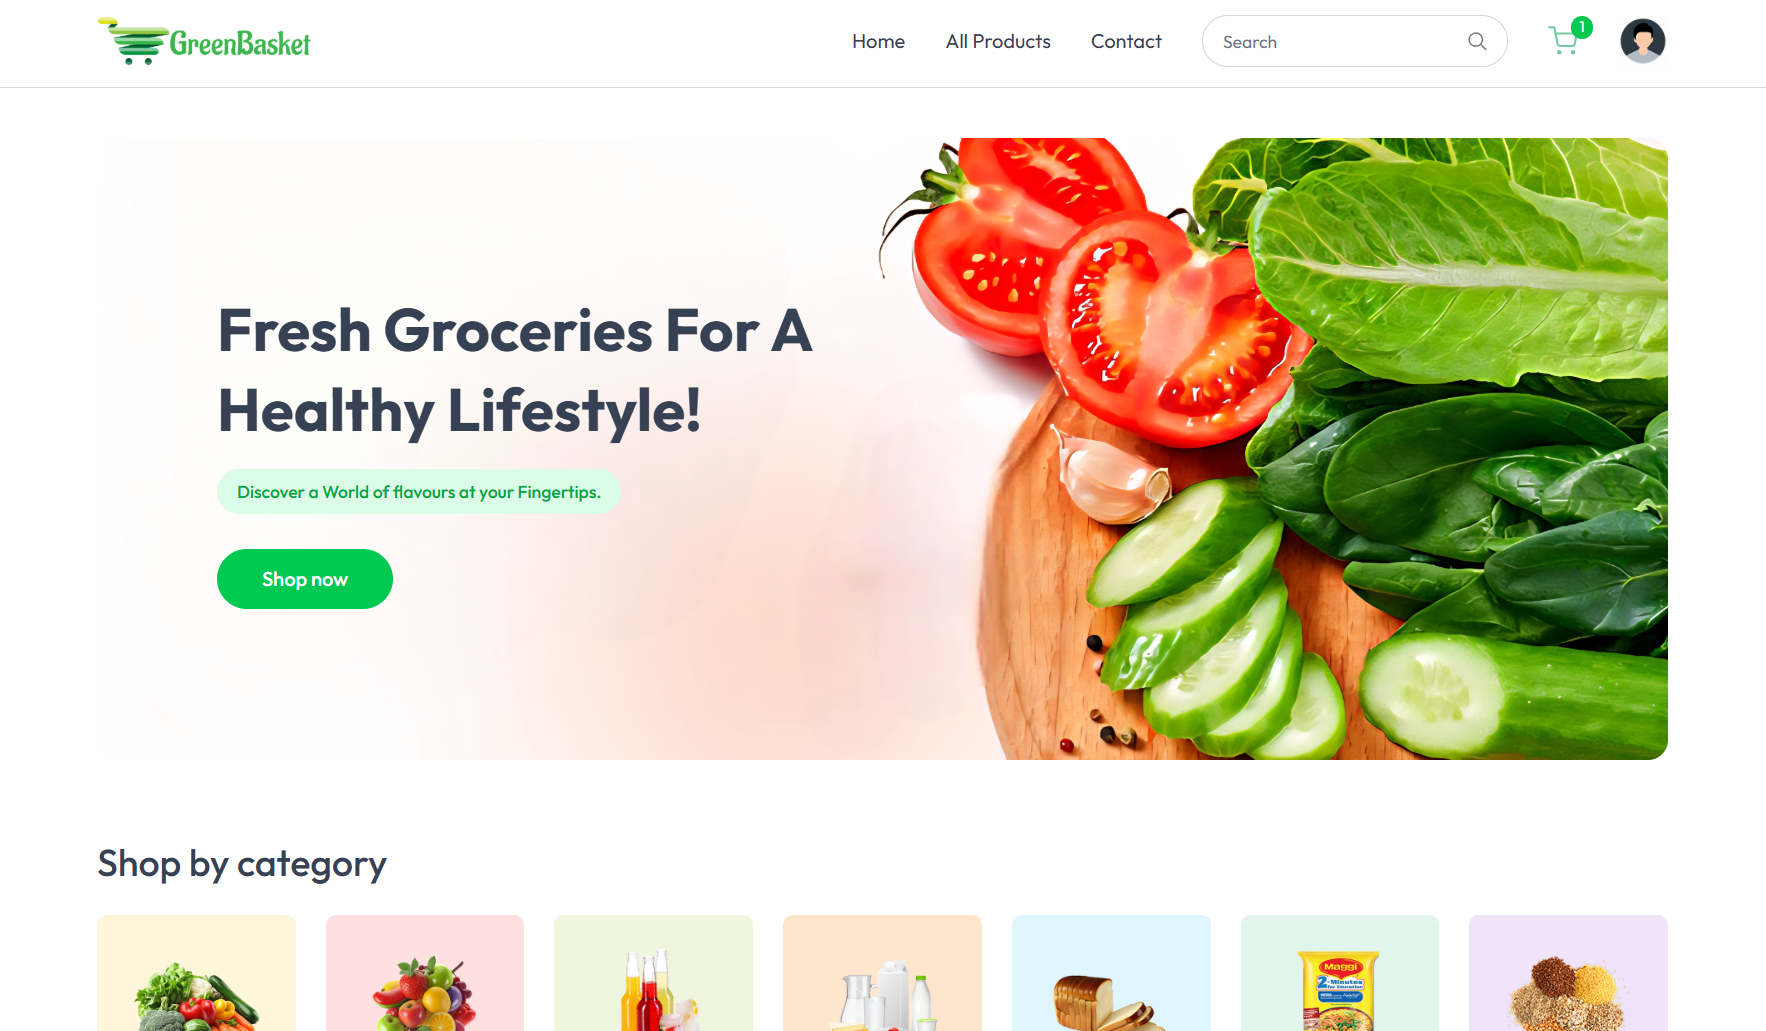 GreenBasket
Home
All Products
Contact
Search
1
Fresh Groceries For A
Healthy Lifestyle!
Discover a World of flavours at your Fingertips.
Shop now
Shop by category
Maggi
2-Minutes